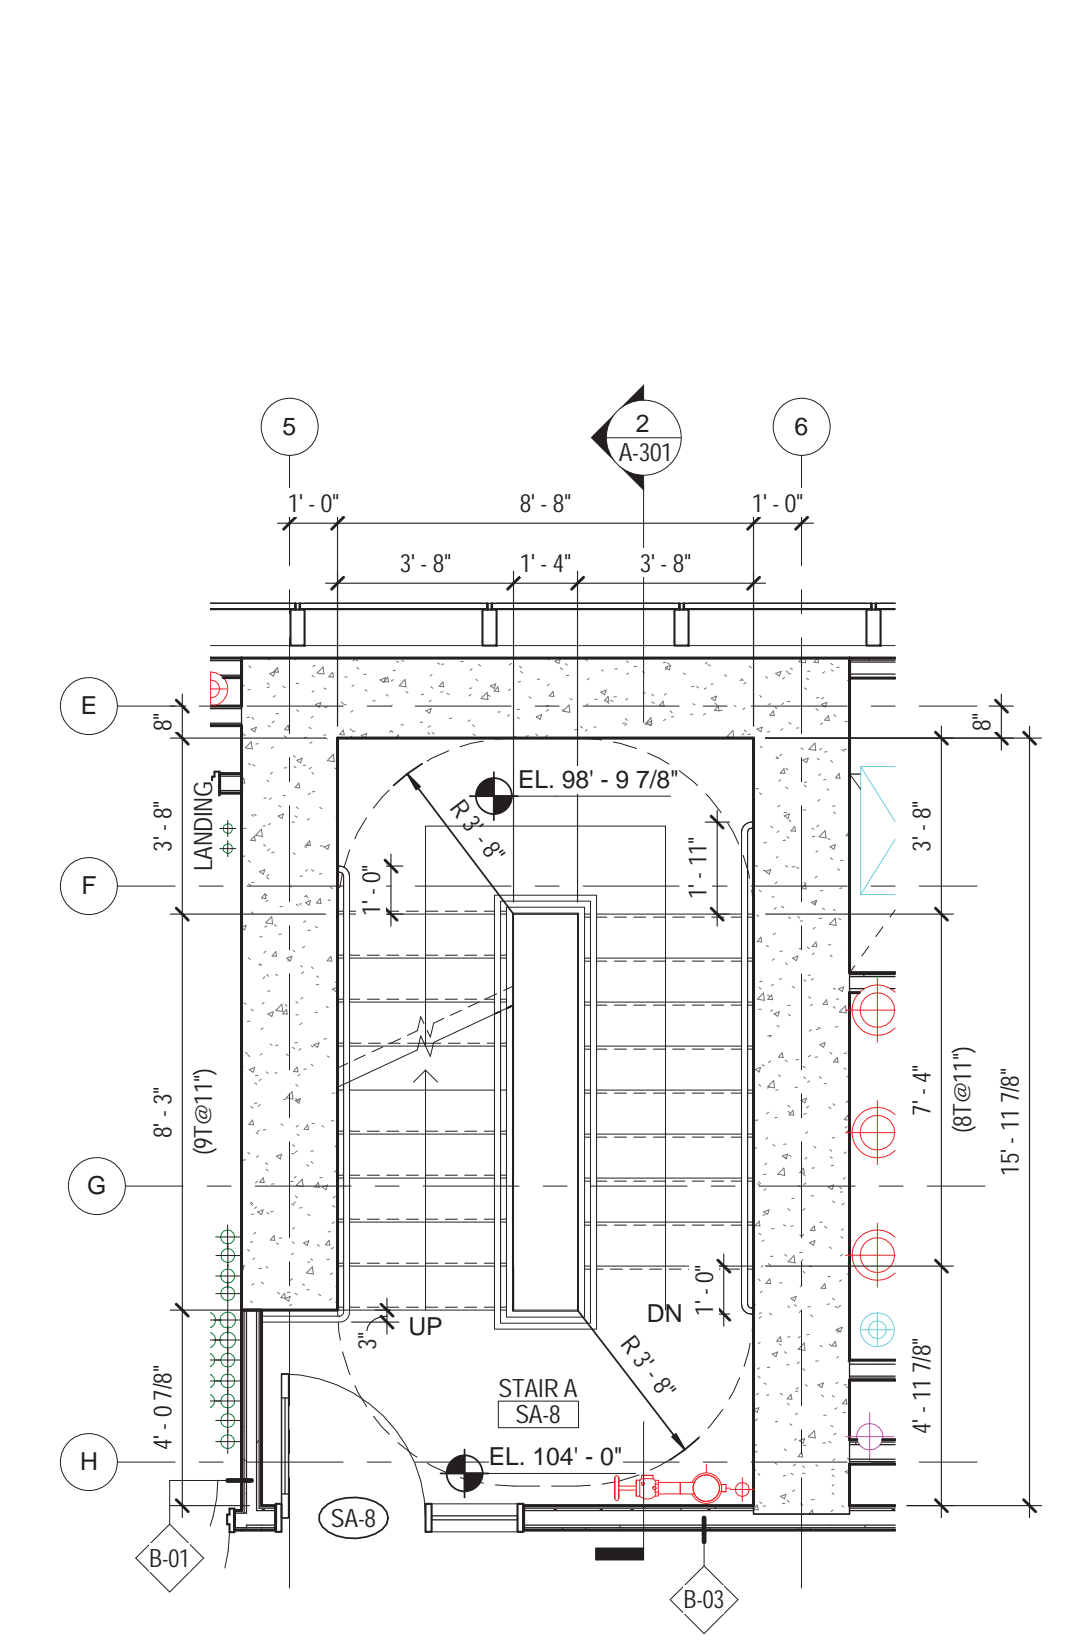 5
2
A-301
6
1' - 0"
8' - 8"
1' - 0"
3' - 8"
1' - 4"
3' - 8"
E
8"
8"
EL. 98' - 9 7/8"
R 3' - 8"
3' - 8"
LANDING
1' - 0"
1' - 11"
3' - 8"
F
8' - 3"
(9T@11")
7' - 4"
(8T@11")
15' - 11 7/8"
G
3"
UP
DN
1' - 0"
R 3' - 8"
STAIR A
SA-8
4' - 0 7/8"
4' - 11 7/8"
H
EL. 104' - 0"
SA-8
B-01
B-03